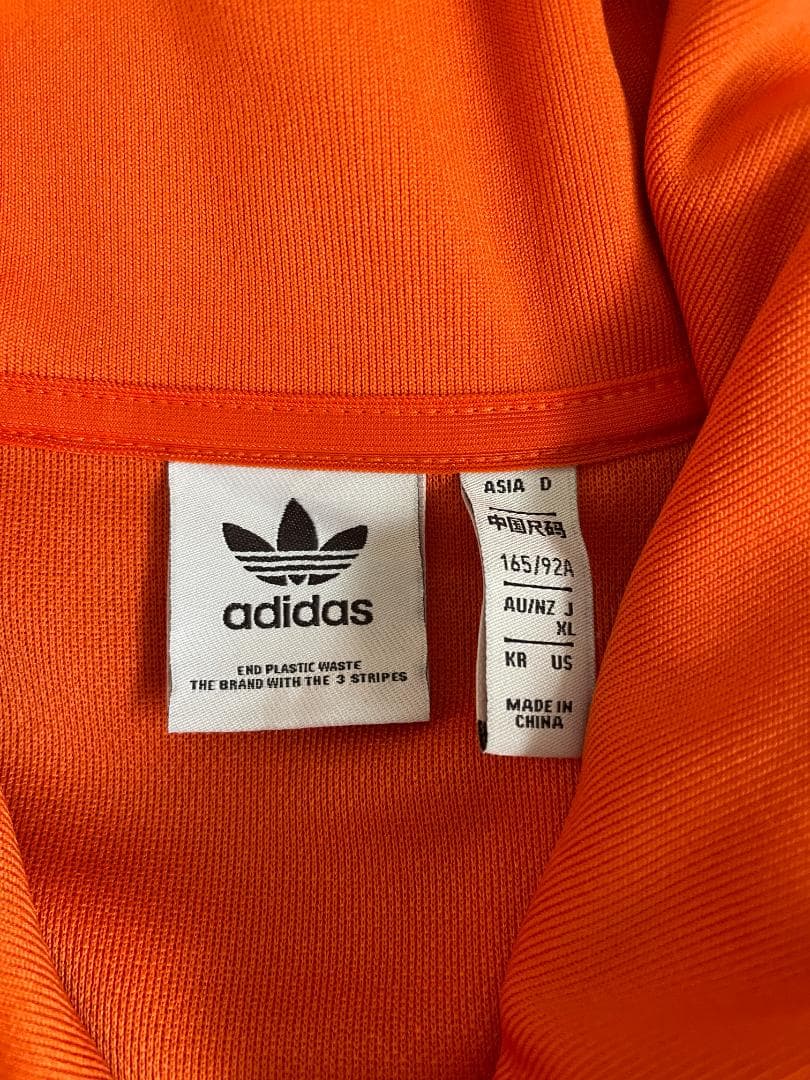 adidas
END PLASTIC WASTE
THE BRAND WITH THE 3 STRIPES
ASIA D
中国尺码
165/92A
AU/NZ J
XL
KR US
MADE IN
CHINA